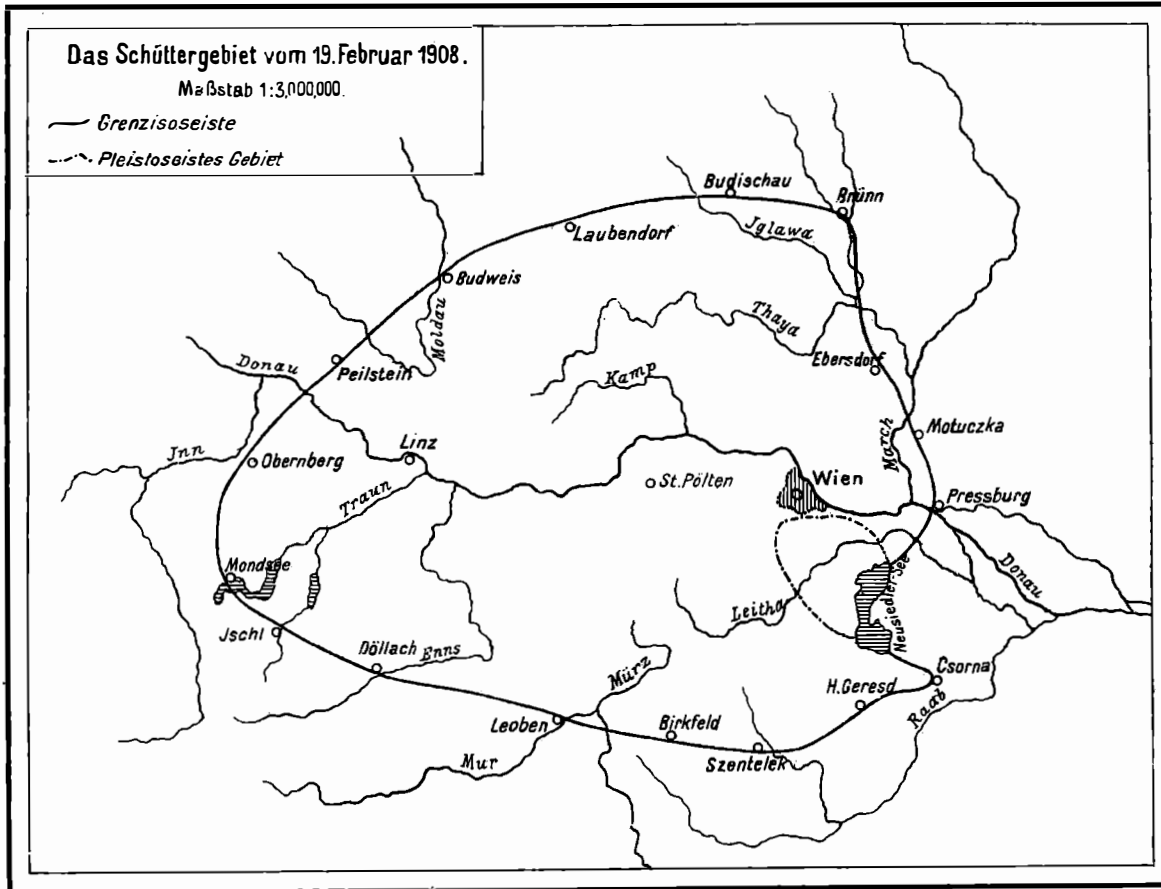 Das Schüttergebiet vom 19. Februar 1908.
Maßstab 1:3,000,000.
Grenzisoseiste
Pleistoseistes Gebiet
Budischau
Brünn
Jglawa
Laubendorf
Budweis
Moldau
Thaya
Ebersdorf
Donau
Peilstein
Kamp
March
Motuczka
Linz
Jnn
Obernberg
Traun
St. Pölten
Wien
Pressburg
Mondsee
Donau
Leitha
Neusiedler-See
Jschl
Döllach
Enns
Mürz
Csorna
H. Geresd
Raab
Leoben
Birkfeld
Szentelek
Mur